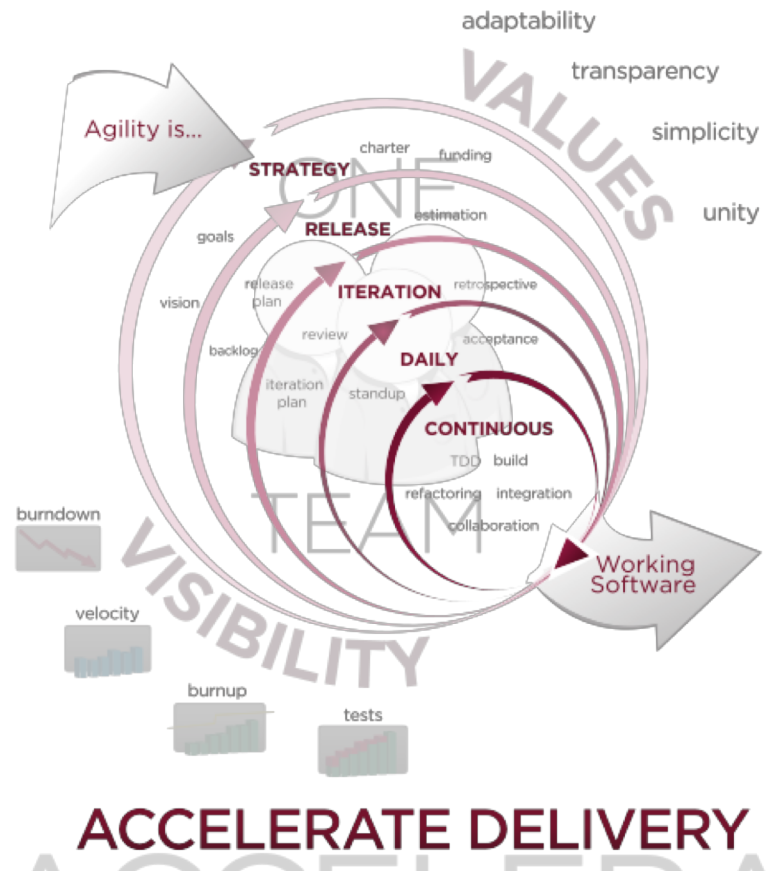 adaptability
transparency
simplicity
unity
VALUES
Agility is...
STRATEGY
charter
funding
ONE
goals
vision
RELEASE
estimation
release
plan
backlog
ITERATION
retrospective
review
iteration
plan
DAILY
acceptance
standup
CONTINUOUS
TDD build
refactoring integration
collaboration
TEAM
Working
Software
VISIBILITY
burndown
velocity
burnup
tests
ACCELERATE DELIVERY